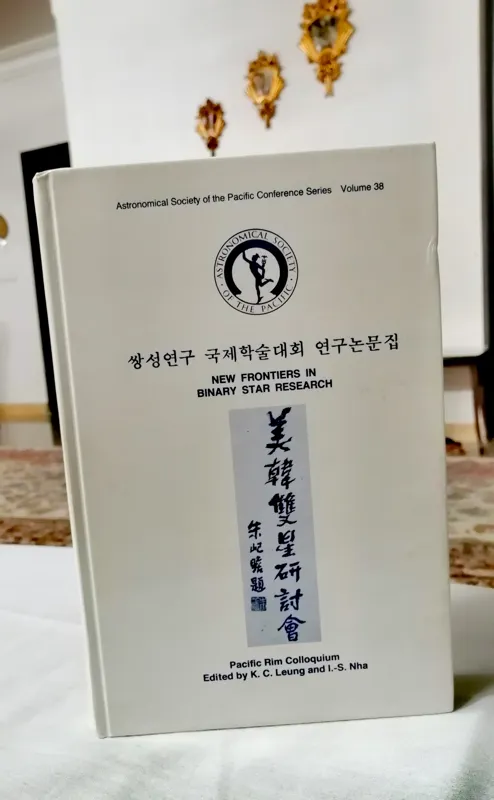 Astronomical Society of the Pacific Conference Series Volume 38
ASTRONOMICAL SOCIETY
OF THE PACIFIC
쌍성연구 국제학술대회 연구논문집
NEW FRONTIERS IN
BINARY STAR RESEARCH
美韓雙星研討會
朱屺瞻題
Pacific Rim Colloquium
Edited by K. C. Leung and I.-S. Nha